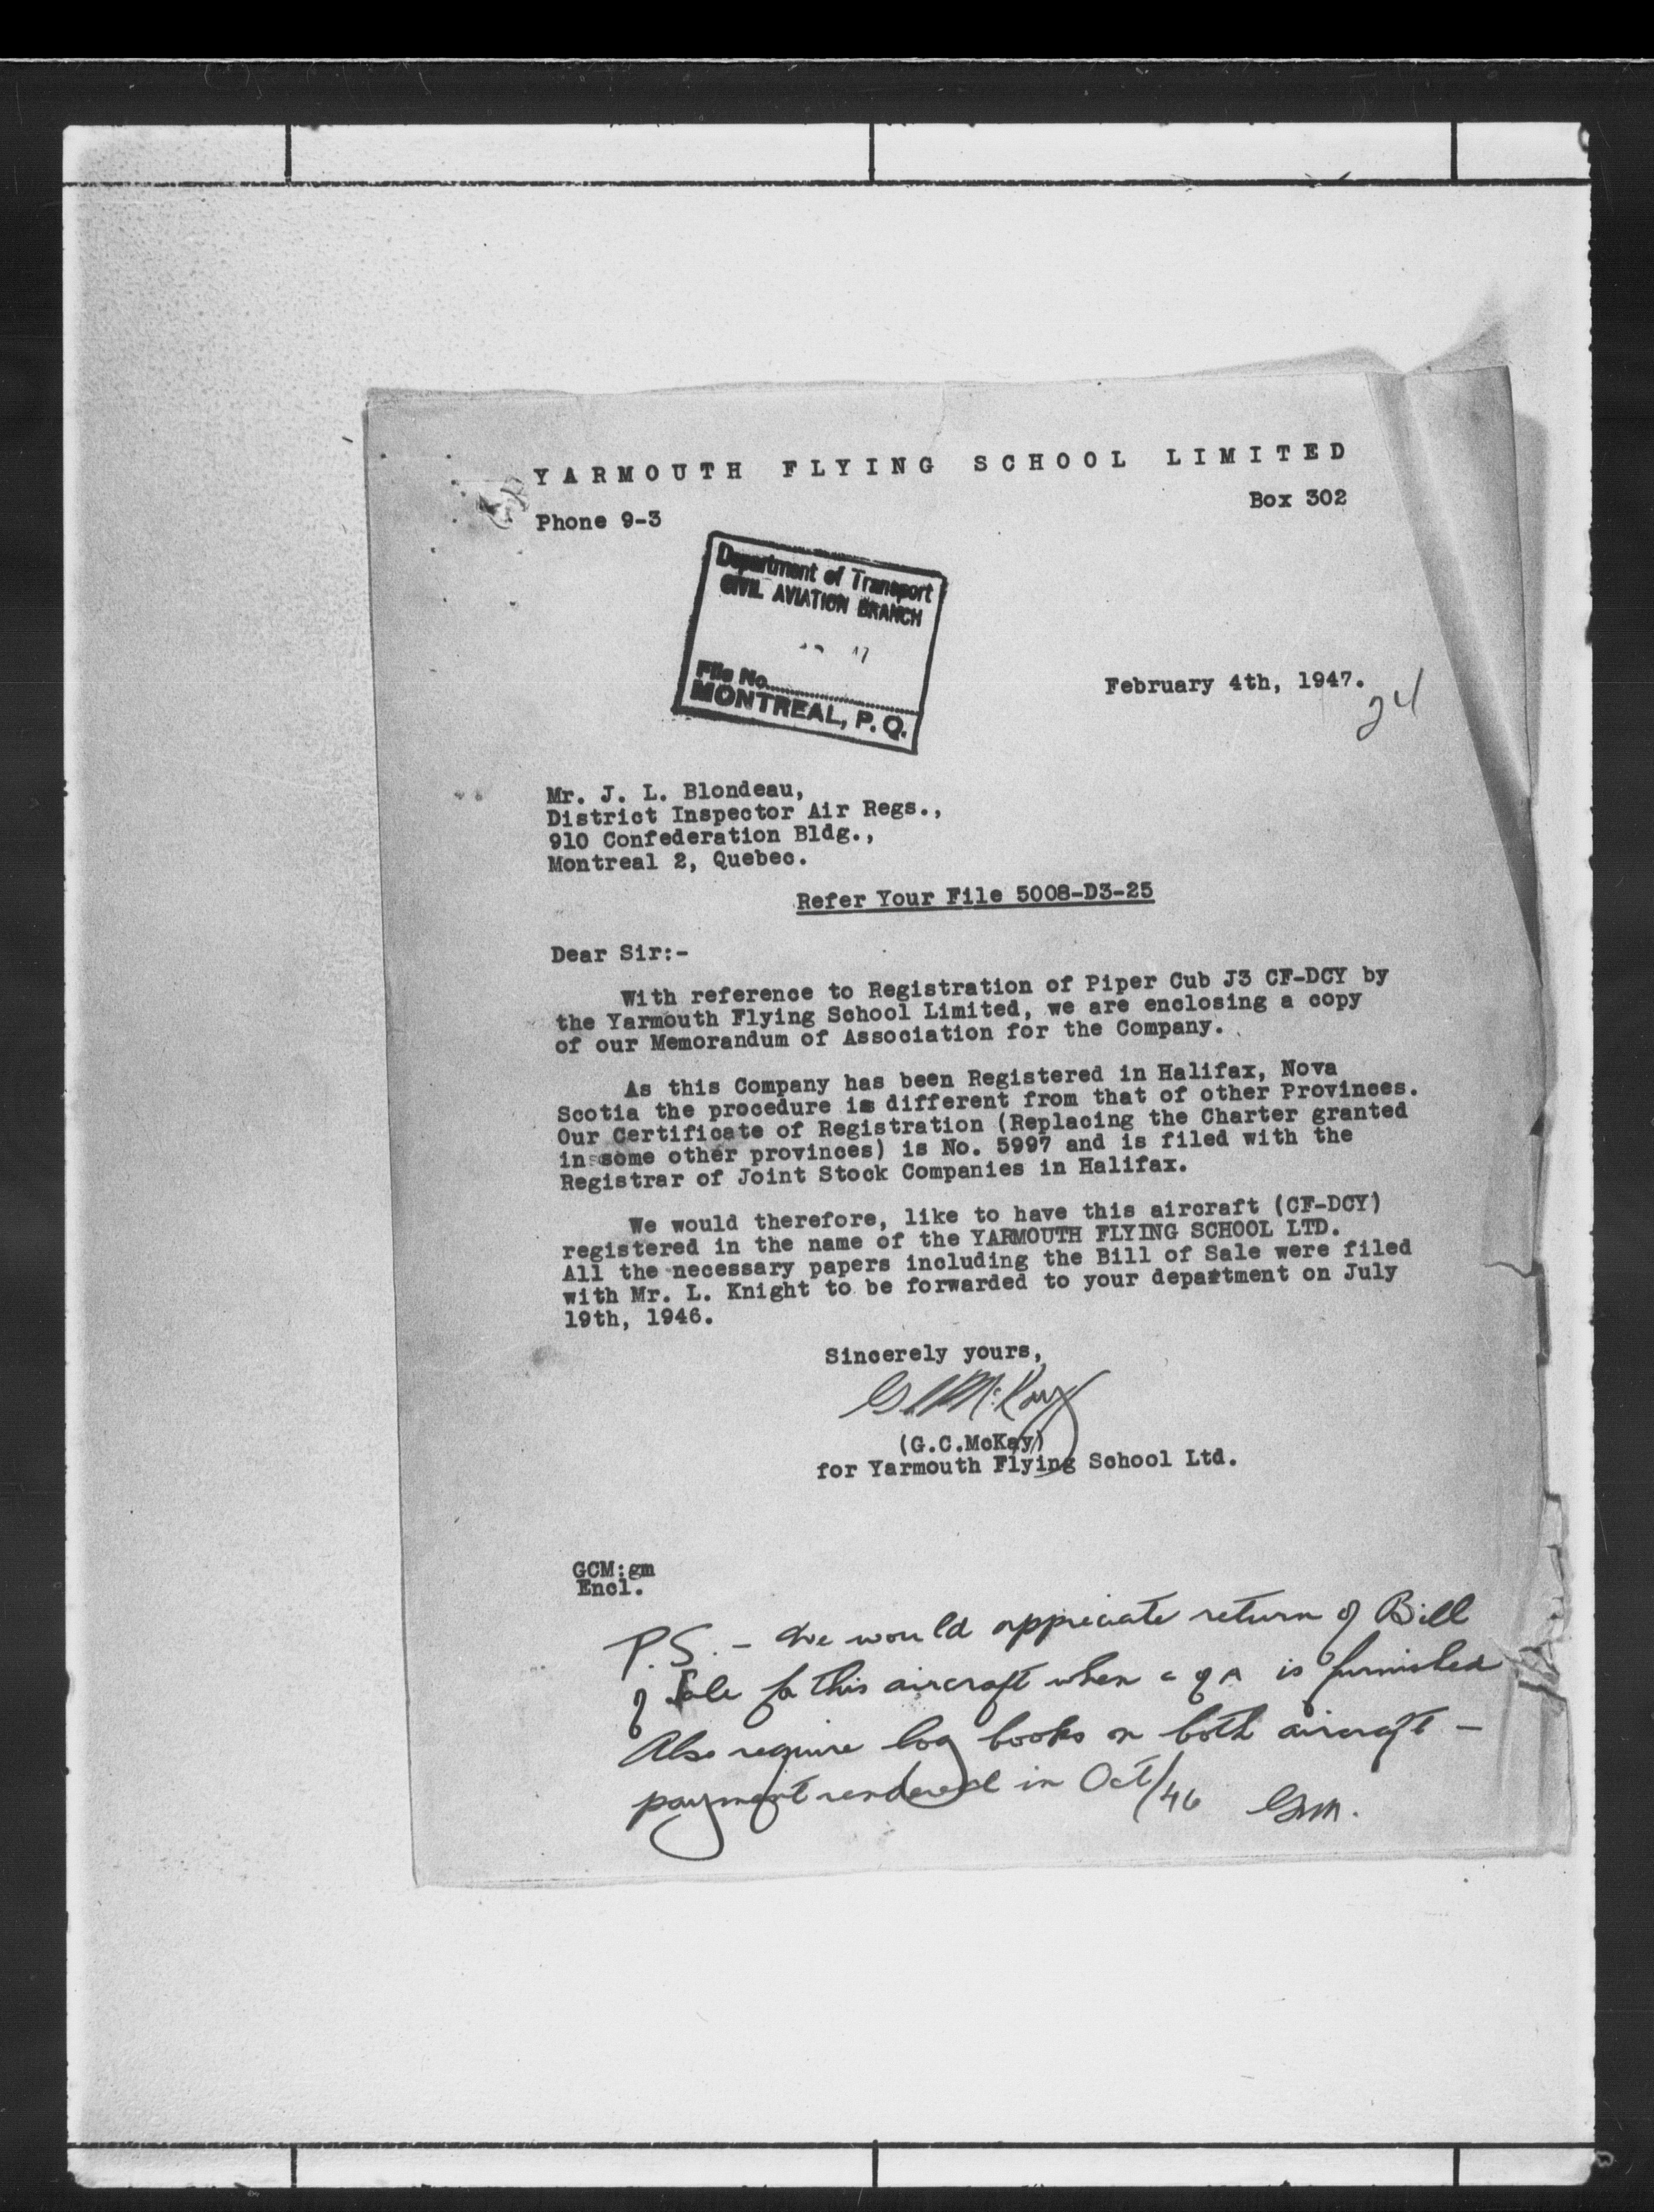 YARMOUTH FLYING SCHOOL LIMITED
Box 302
Phone 9-3
Department of Transport
CIVIL AVIATION BRANCH
File No.
MONTREAL, P. Q.
February 4th, 1947.
24
Mr. J. L. Blondeau,
District Inspector Air Regs.,
910 Confederation Bldg.,
Montreal 2, Quebec.
Refer Your File 5008-D3-25
Dear Sir:-
With reference to Registration of Piper Cub J3 CF-DCY by
the Yarmouth Flying School Limited, we are enclosing a copy
of our Memorandum of Association for the Company.
As this Company has been Registered in Halifax, Nova
Scotia the procedure is different from that of other Provinces.
Our Certificate of Registration (Replacing the Charter granted
in some other provinces) is No. 5997 and is filed with the
Registrar of Joint Stock Companies in Halifax.
We would therefore, like to have this aircraft (CF-DCY)
registered in the name of the YARMOUTH FLYING SCHOOL LTD.
All the necessary papers including the Bill of Sale were filed
with Mr. L. Knight to be forwarded to your department on July
19th, 1946.
Sincerely yours,
G C McKay
(G.C.McKay)
for Yarmouth Flying School Ltd.
GCM:gm
Encl.
P.S. - We would appreciate return of Bill
of Sale for this aircraft when C of A is furnished
Also require log books on both aircraft -
payment rendered in Oct/46 GCM.